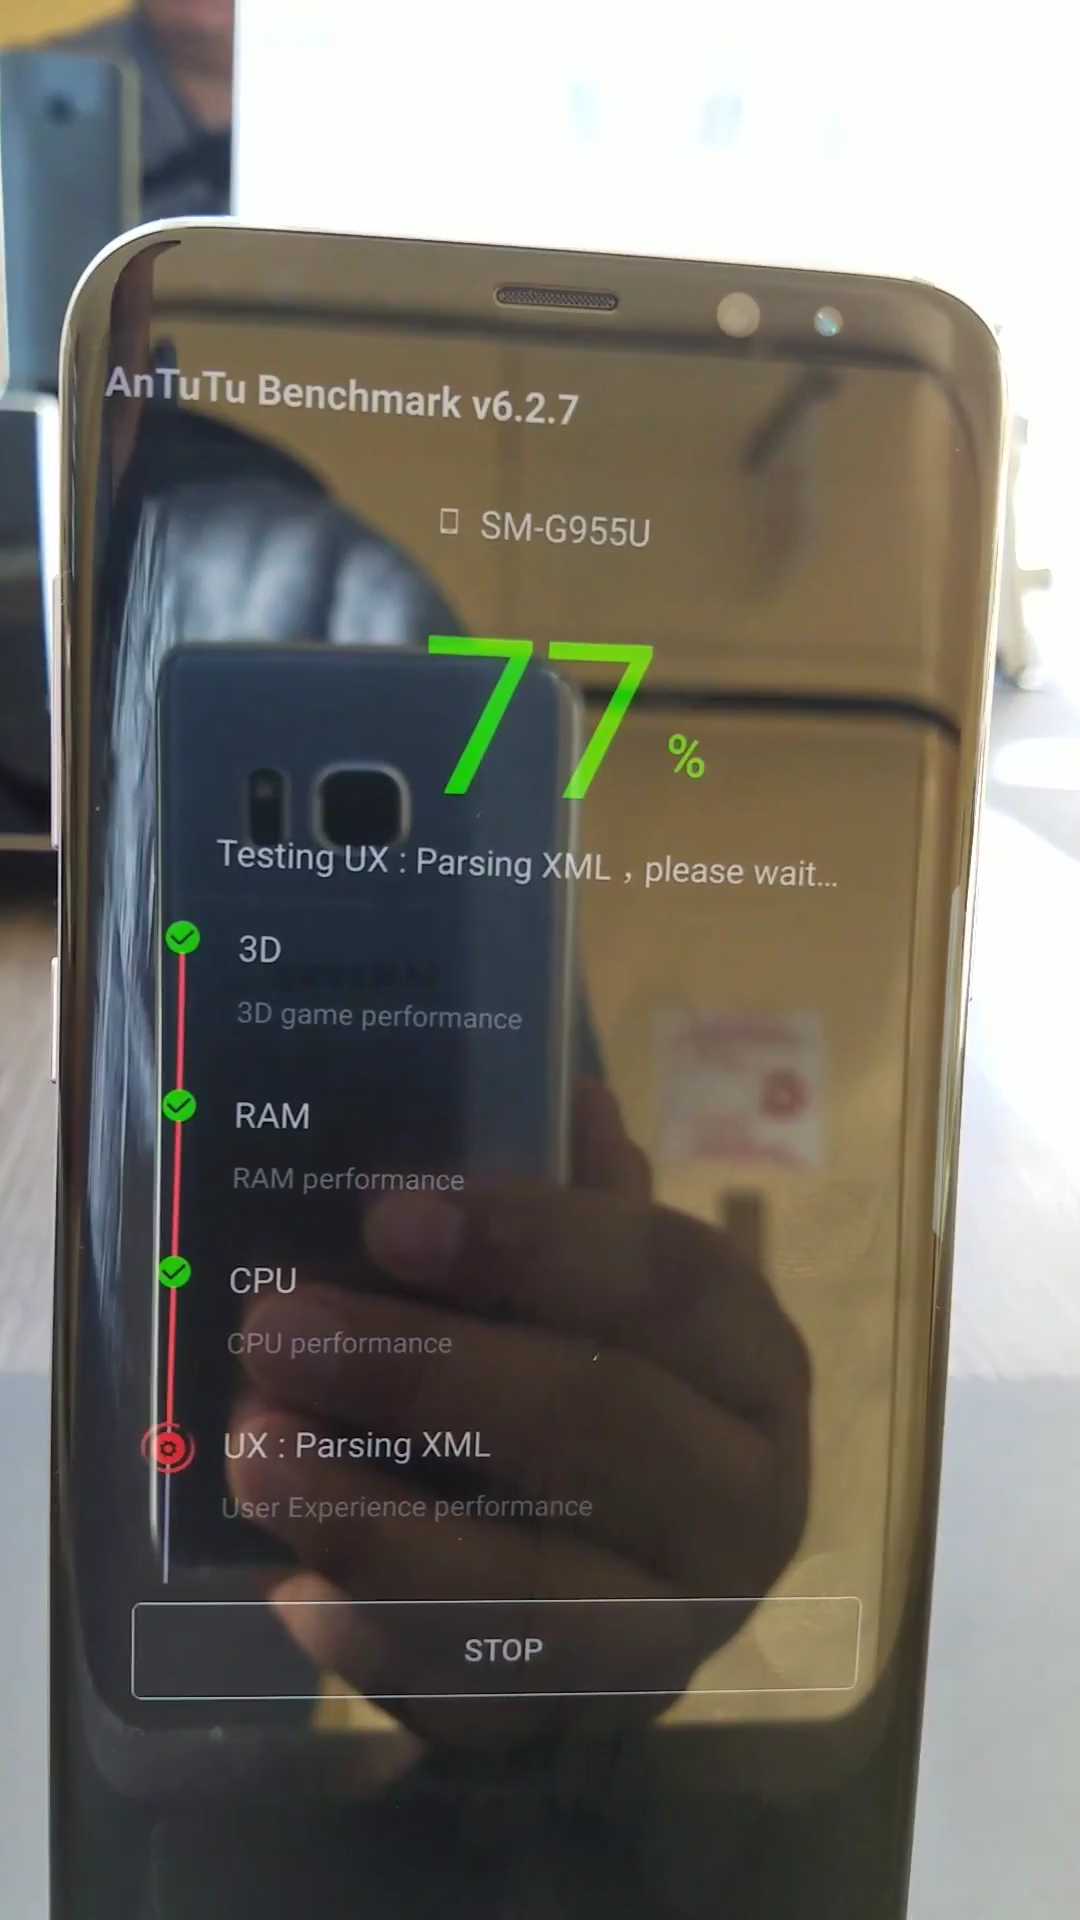 AnTuTu Benchmark v6.2.7
SM-G955U
77 %
Testing UX : Parsing XML , please wait...
3D
3D game performance
RAM
RAM performance
CPU
CPU performance
UX : Parsing XML
User Experience performance
STOP